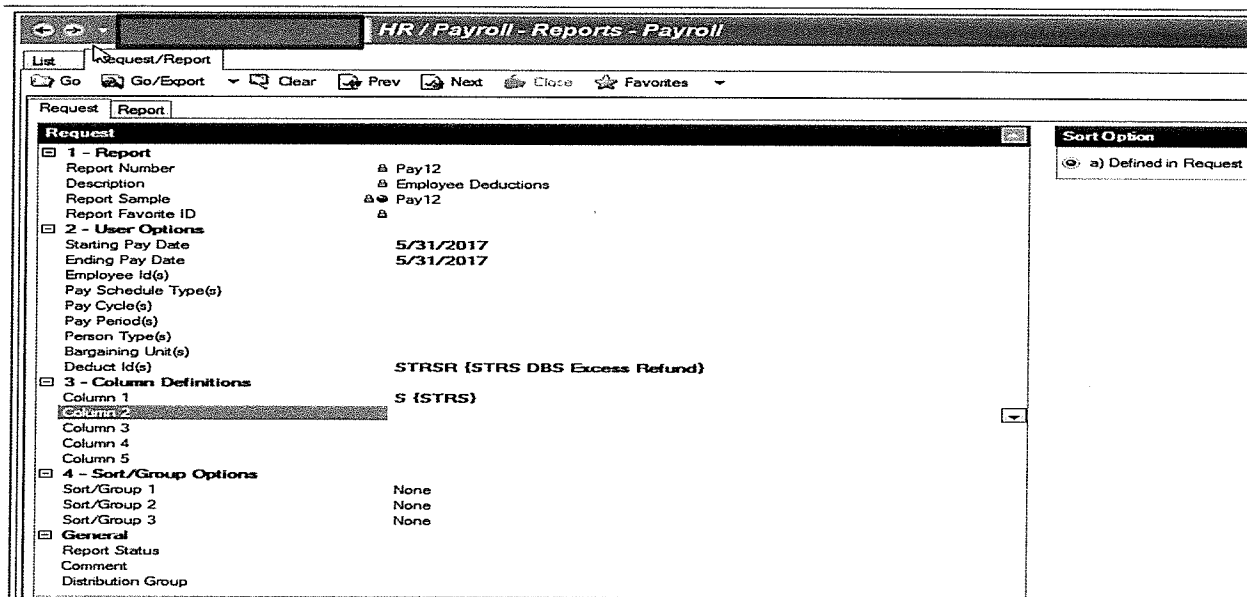 HR / Payroll - Reports - Payroll
List Request/Report
Go Go/Export Clear Prev Next Close Favorites
Request Report
Request Sort Option
1 - Report a) Defined in Request
Report Number Pay12
Description Employee Deductions
Report Sample Pay12
Report Favorite ID
2 - User Options
Starting Pay Date 5/31/2017
Ending Pay Date 5/31/2017
Employee Id(s)
Pay Schedule Type(s)
Pay Cycle(s)
Pay Period(s)
Person Type(s)
Bargaining Unit(s)
Deduct Id(s) STRSR {STRS DBS Excess Refund}
3 - Column Definitions
Column 1 S {STRS}
Column 2
Column 3
Column 4
Column 5
4 - Sort/Group Options
Sort/Group 1 None
Sort/Group 2 None
Sort/Group 3 None
General
Report Status
Comment
Distribution Group